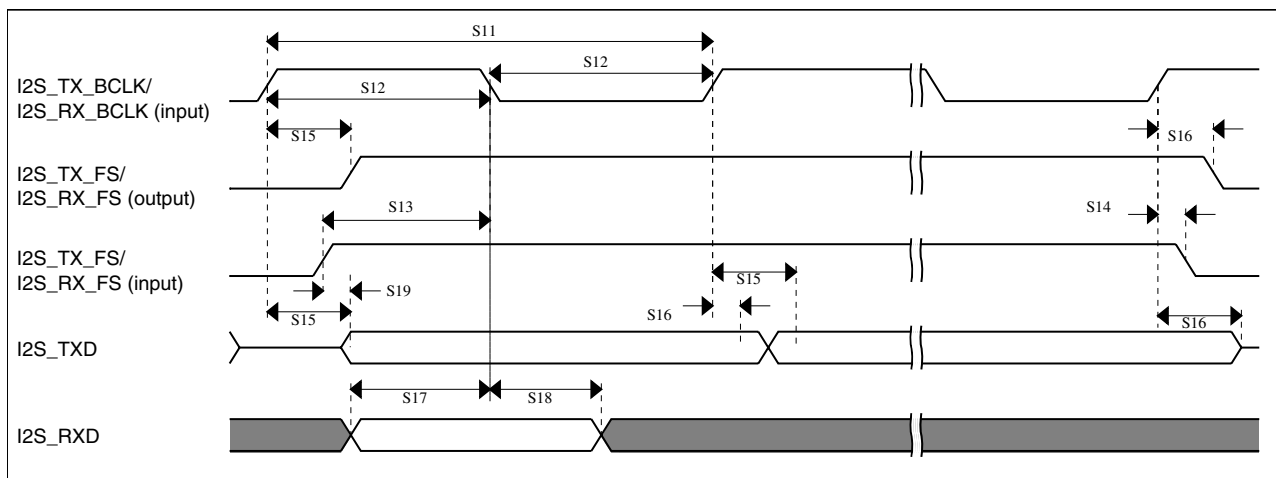 S11
I2S_TX_BCLK/
I2S_RX_BCLK (input)
S12
S12
S15
S16
I2S_TX_FS/
I2S_RX_FS (output)
S13
S14
I2S_TX_FS/
I2S_RX_FS (input)
S15
S19
S15
S16
S16
I2S_TXD
S17
S18
I2S_RXD